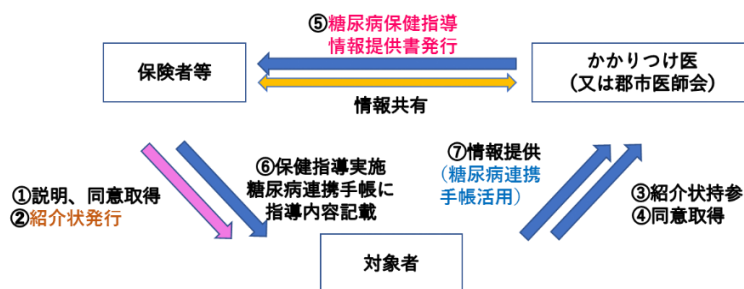 ⑤糖尿病保健指導
情報提供書発行
保険者等
かかりつけ医
(又は郡市医師会)
情報共有
①説明、同意取得
②紹介状発行
⑥保健指導実施
糖尿病連携手帳に
指導内容記載
⑦情報提供
(糖尿病連携
手帳活用)
③紹介状持参
④同意取得
対象者